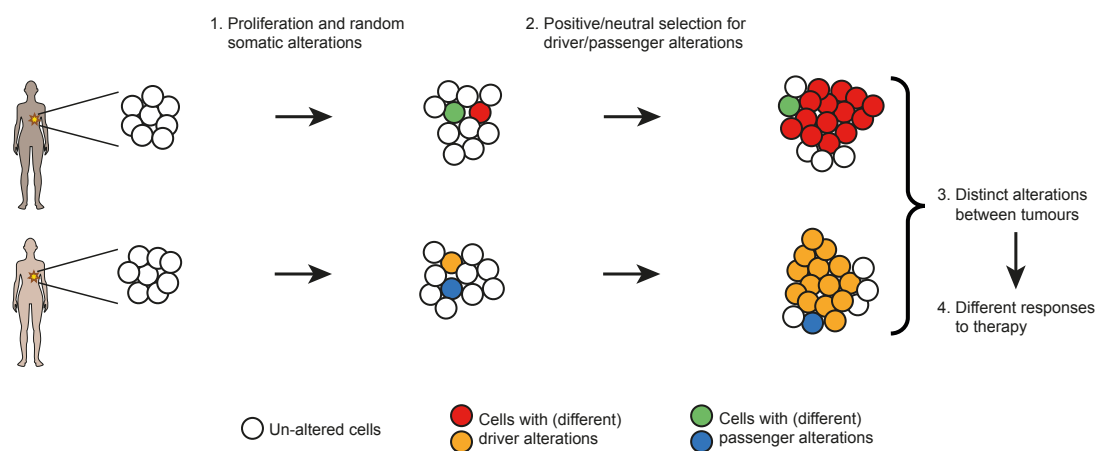 1. Proliferation and random
somatic alterations
2. Positive/neutral selection for
driver/passenger alterations
3. Distinct alterations
between tumours
4. Different responses
to therapy
Un-altered cells
Cells with (different)
driver alterations
Cells with (different)
passenger alterations